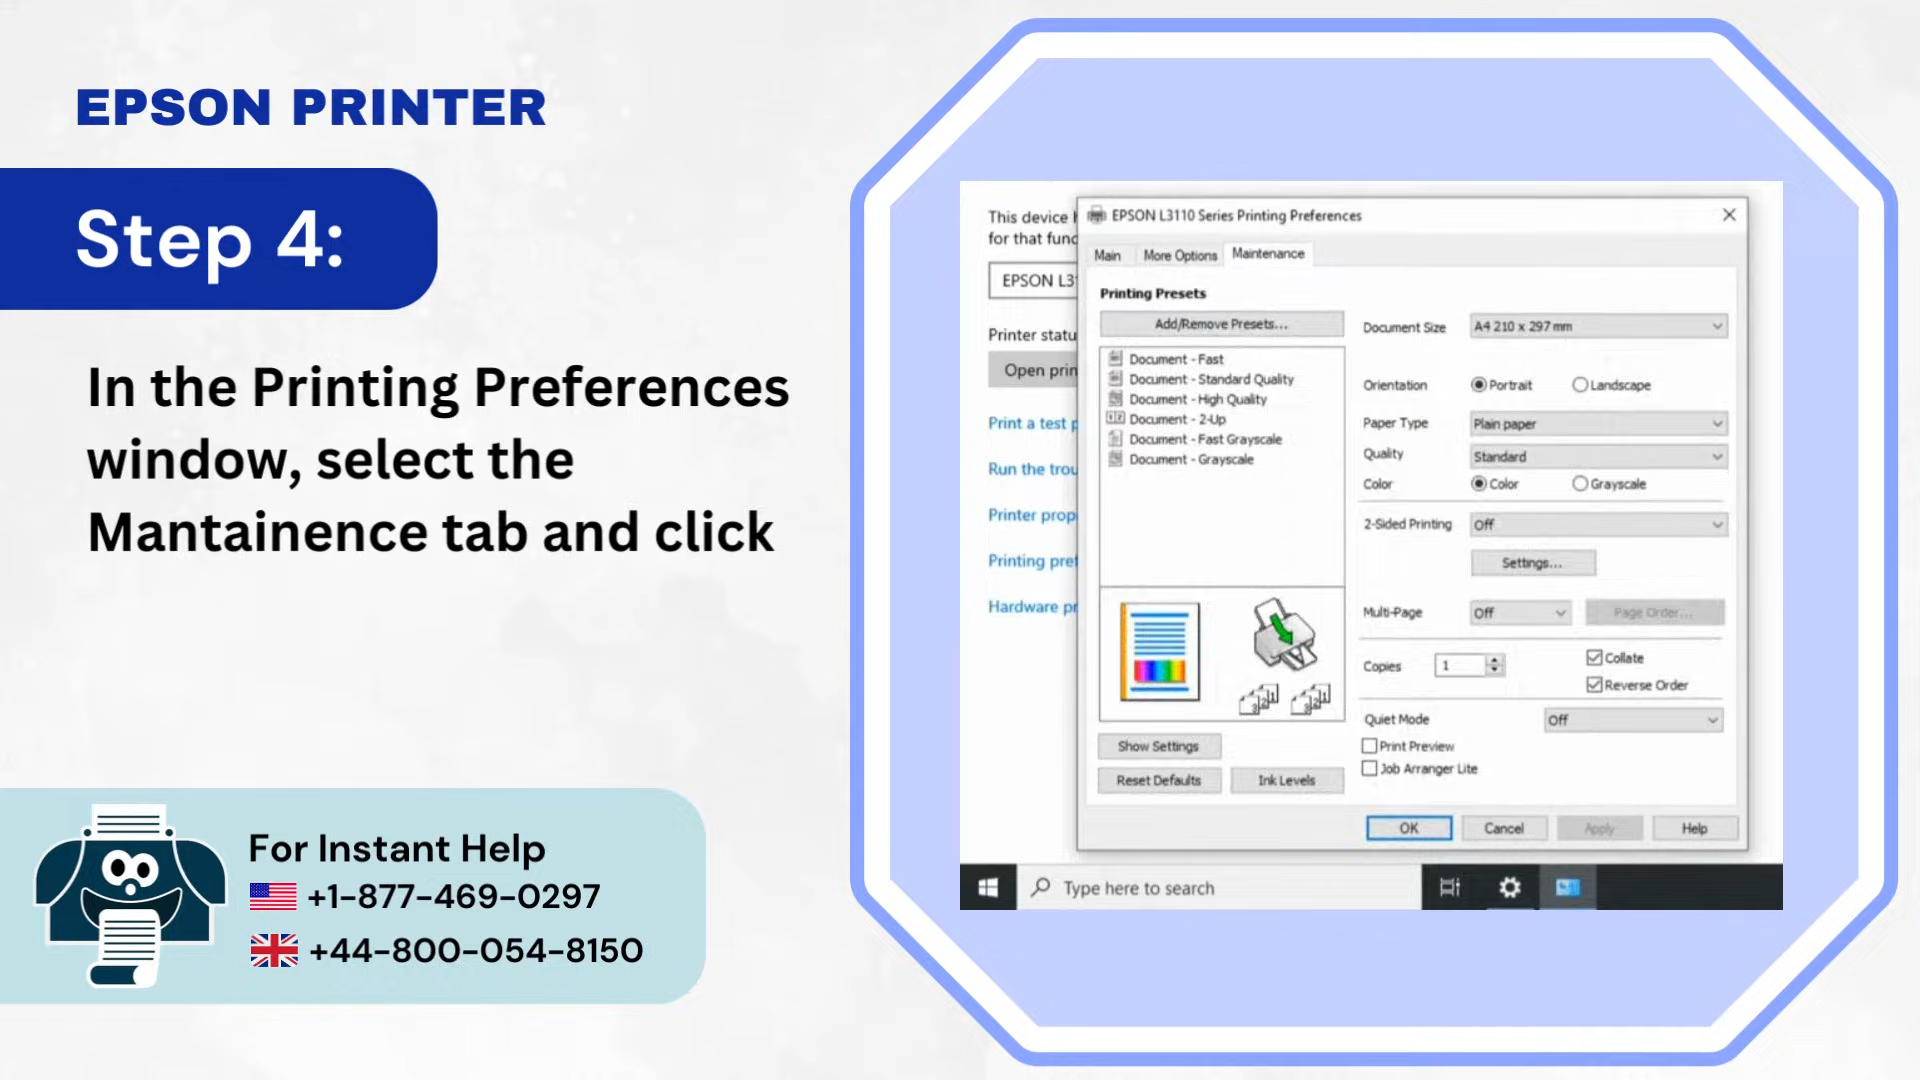 EPSON PRINTER
Step 4:
In the Printing Preferences
window, select the
Mantainence tab and click
For Instant Help
+1-877-469-0297
+44-800-054-8150
This device
for that func
EPSON L3
Printer statu
Open prin
Print a test p
Run the trou
Printer prop
Printing pref
Hardware pr
EPSON L3110 Series Printing Preferences
Main More Options Maintenance
Printing Presets
Add/Remove Presets...
Document - Fast
Document - Standard Quality
Document - High Quality
Document - 2-Up
Document - Fast Grayscale
Document - Grayscale
Show Settings
Reset Defaults Ink Levels
Document Size A4 210 x 297 mm
Orientation Portrait Landscape
Paper Type Plain paper
Quality Standard
Color Color Grayscale
2-Sided Printing Off
Settings...
Multi-Page Off Page Order...
Copies 1 Collate
Reverse Order
Quiet Mode Off
Print Preview
Job Arranger Lite
OK Cancel Apply Help
Type here to search